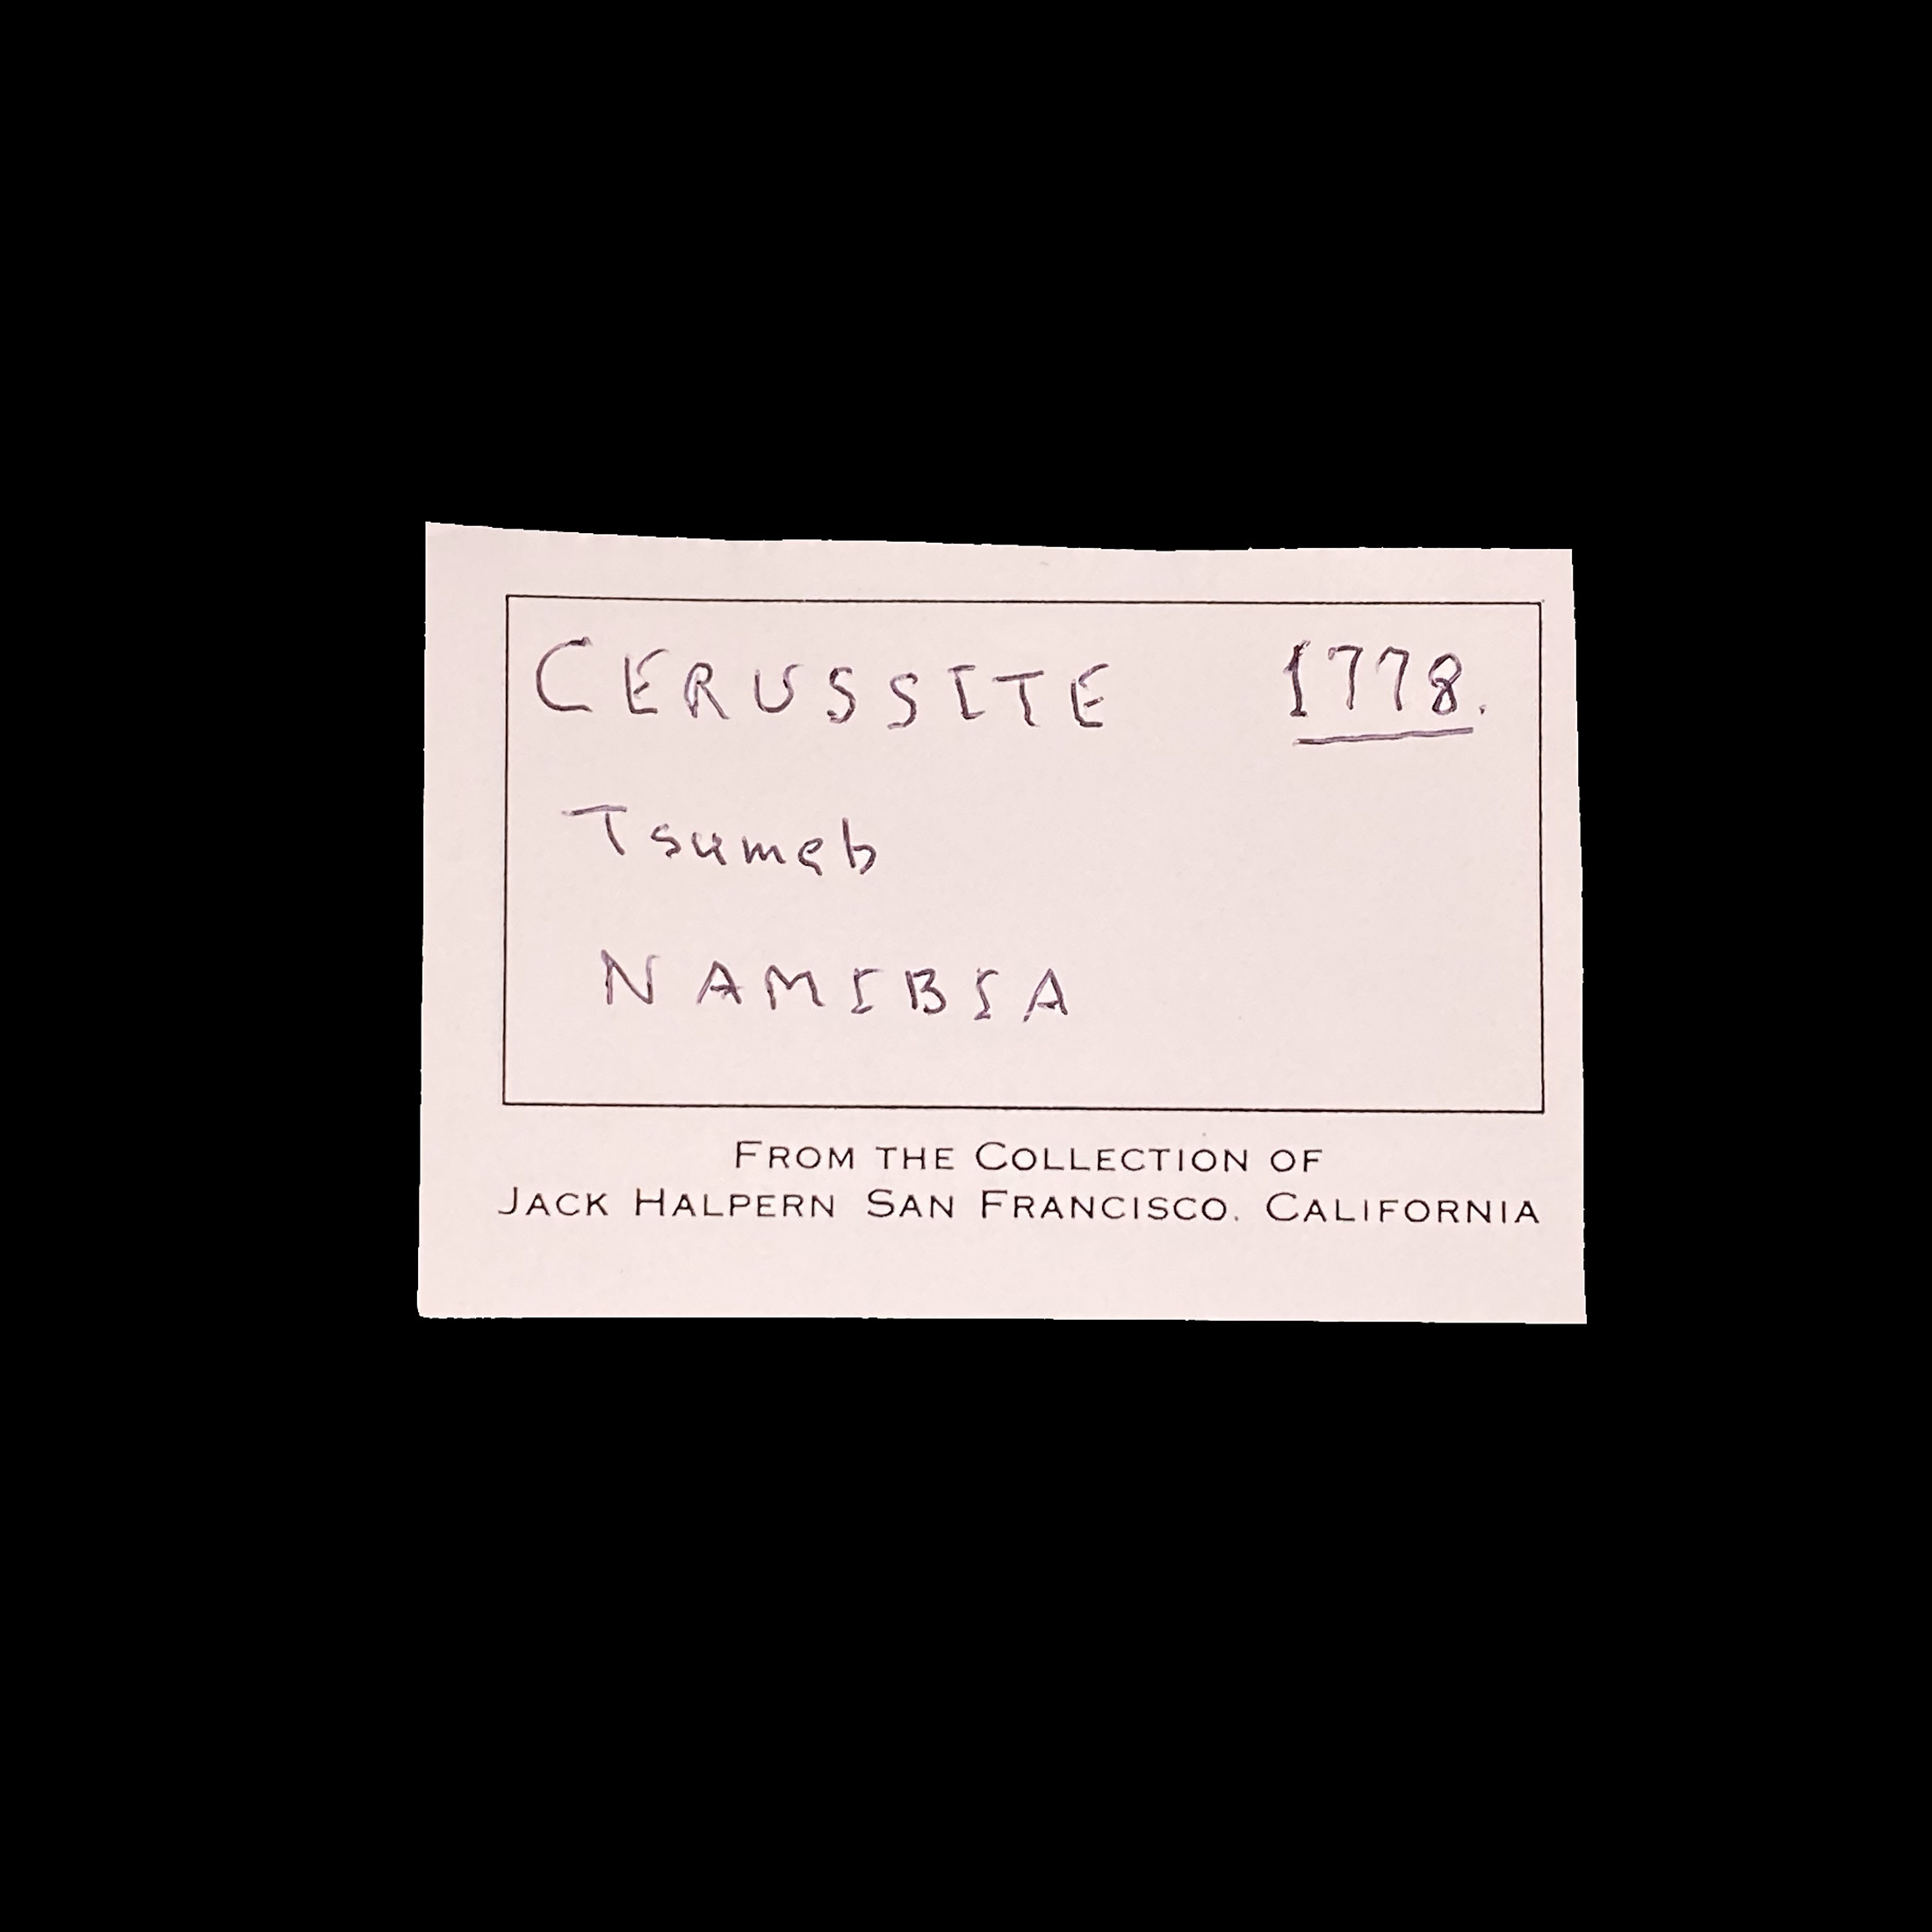 CERUSSITE 1778.
Tsumeb
NAMIBIA
FROM THE COLLECTION OF
JACK HALPERN SAN FRANCISCO. CALIFORNIA